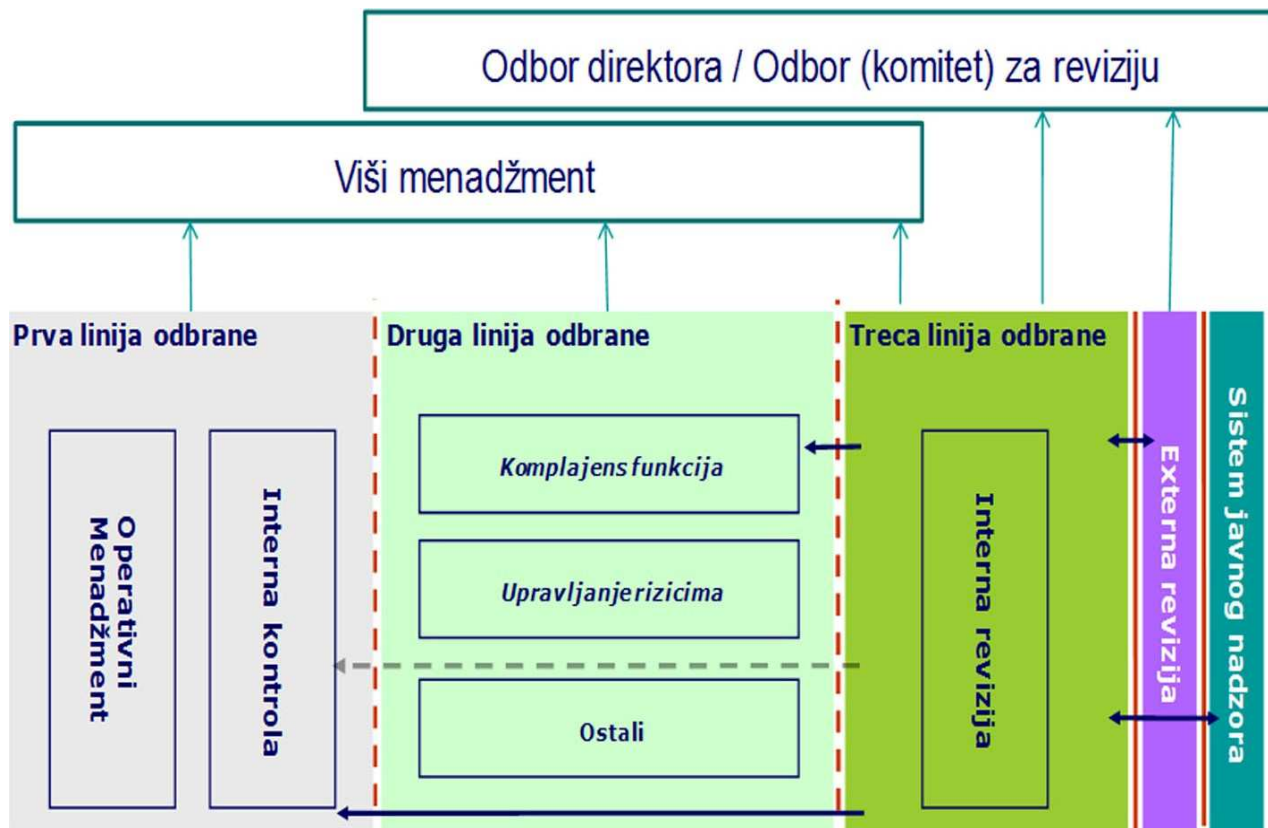 Odbor direktora / Odbor (komitet) za reviziju
Viši menadžment
Prva linija odbrane
Druga linija odbrane
Treca linija odbrane
Operativni
Menadžment
Interna kontrola
Komplajens funkcija
Upravljanje rizicima
Ostali
Interna revizija
Externa revizija
Sistem javnog nadzora